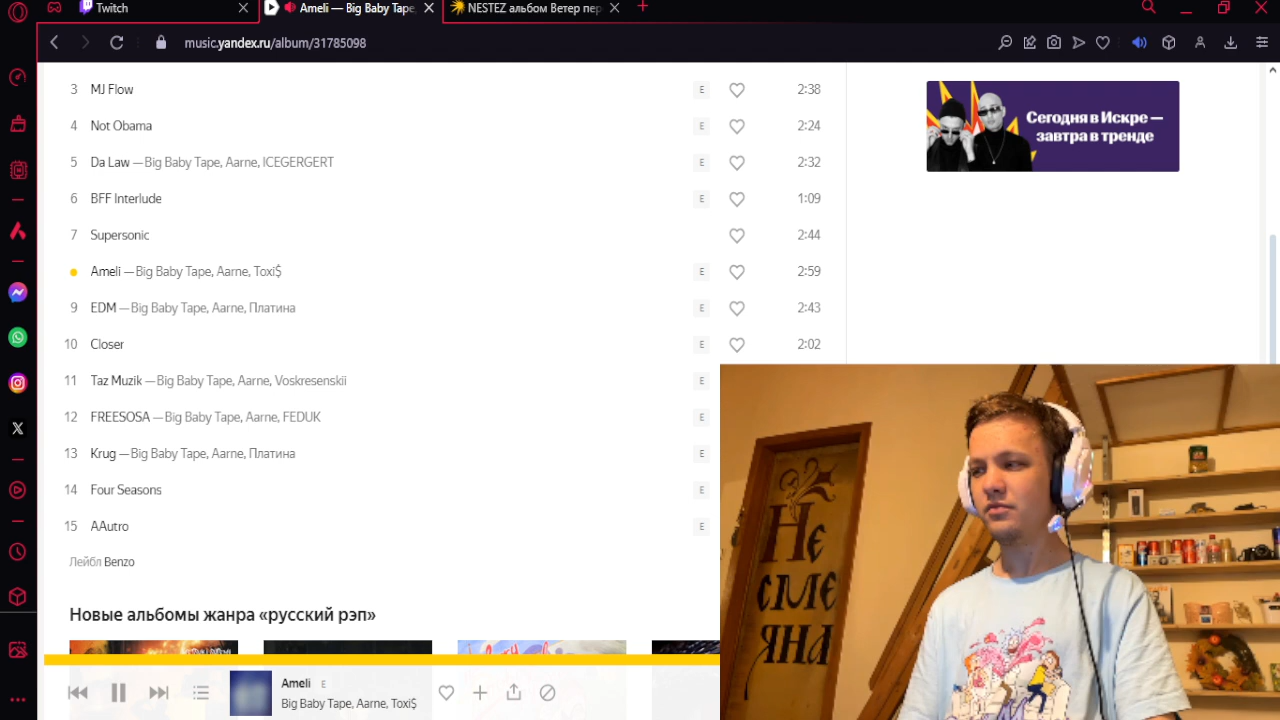 Twitch
Ameli — Big Baby Tape,
NESTEZ альбом Ветер пер
music.yandex.ru/album/31785098
3 MJ Flow E 2:38
4 Not Obama E 2:24
5 Da Law — Big Baby Tape, Aarne, ICEGERGERT E 2:32
6 BFF Interlude E 1:09
7 Supersonic 2:44
Ameli — Big Baby Tape, Aarne, Toxi$ E 2:59
9 EDM — Big Baby Tape, Aarne, Платина E 2:43
10 Closer E 2:02
11 Taz Muzik — Big Baby Tape, Aarne, Voskresenskii E
12 FREESOSA — Big Baby Tape, Aarne, FEDUK E
13 Krug — Big Baby Tape, Aarne, Платина E
14 Four Seasons E
15 AAutro E
Лейбл Benzo
Новые альбомы жанра «русский рэп»
Ameli E
Big Baby Tape, Aarne, Toxi$
Сегодня в Искре —
завтра в тренде
Не
СМЕ
ЯНА